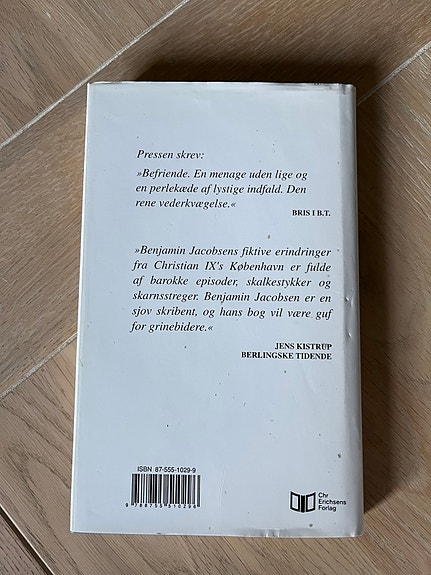 Pressen skrev:
»Befriende. En menage uden lige og
en perlekæde af lystige indfald. Den
rene vederkvægelse.«
BRIS I B.T.
»Benjamin Jacobsens fiktive erindringer
fra Christian IX's København er fulde
af barokke episoder, skalkestykker og
skarnsstreger. Benjamin Jacobsen er en
sjov skribent, og hans bog vil være guf
for grinebidere.«
JENS KISTRUP
BERLINGSKE TIDENDE
ISBN 87-555-1029-9
9 788755 510296
Chr
Erichsens
Forlag